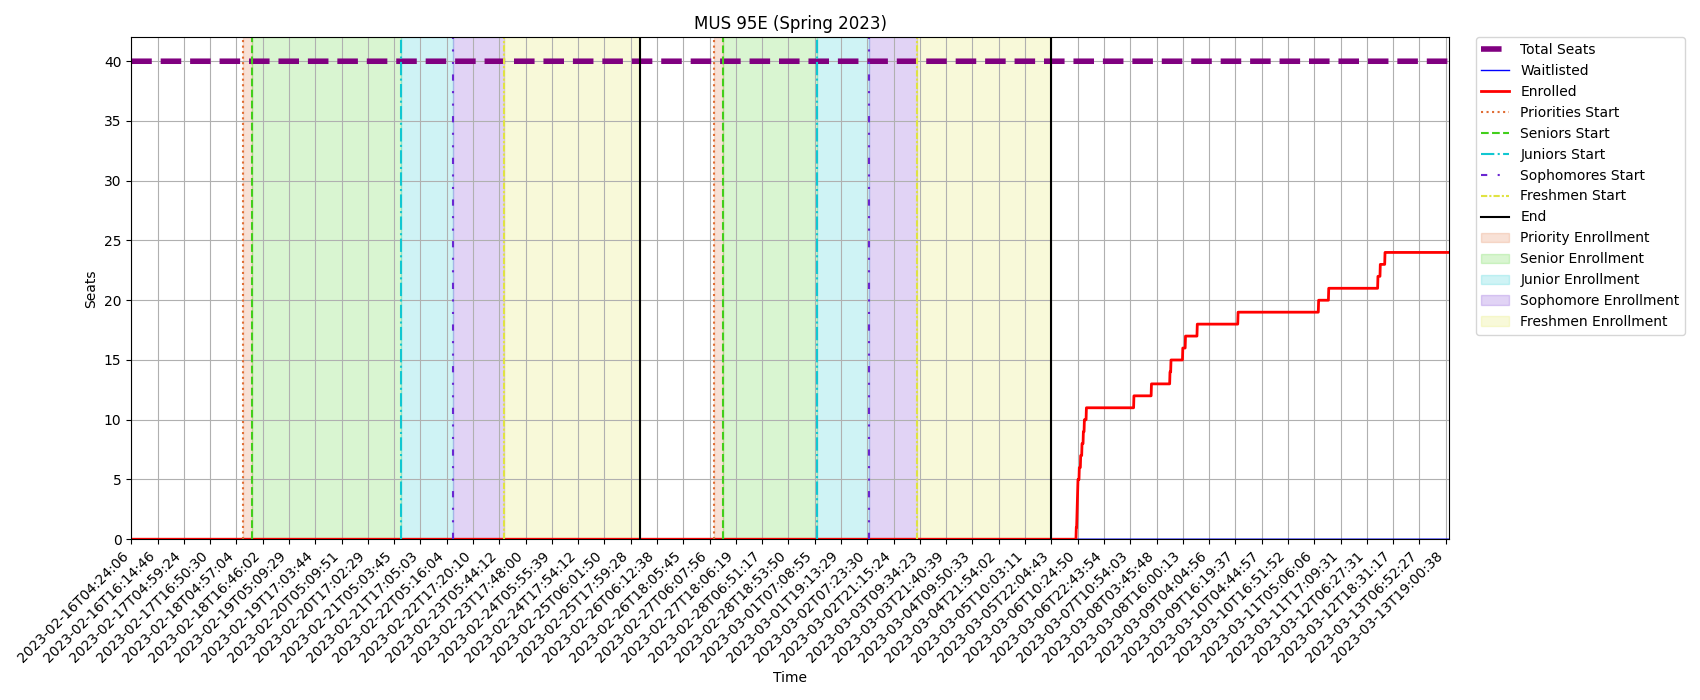 MUS 95E (Spring 2023)
Seats
40
35
30
25
20
15
10
5
0
2023-02-16T04:24:06
2023-02-16T16:14:46
2023-02-17T04:59:24
2023-02-17T16:50:30
2023-02-18T04:57:04
2023-02-18T16:46:02
2023-02-19T05:09:29
2023-02-19T17:03:44
2023-02-20T05:09:51
2023-02-20T17:02:29
2023-02-21T05:03:45
2023-02-21T17:05:03
2023-02-22T05:16:04
2023-02-22T17:20:10
2023-02-23T05:44:12
2023-02-23T17:48:00
2023-02-24T05:55:39
2023-02-24T17:54:12
2023-02-25T06:01:50
2023-02-25T17:59:28
2023-02-26T06:12:38
2023-02-26T18:05:45
2023-02-27T06:07:56
2023-02-27T18:06:19
2023-02-28T06:51:17
2023-02-28T18:53:50
2023-03-01T07:08:55
2023-03-01T19:13:29
2023-03-02T07:23:30
2023-03-02T21:15:24
2023-03-03T09:34:23
2023-03-03T21:40:39
2023-03-04T09:50:33
2023-03-04T21:54:02
2023-03-05T10:03:11
2023-03-05T22:04:43
2023-03-06T10:24:50
2023-03-06T22:43:54
2023-03-07T10:54:03
2023-03-08T03:45:48
2023-03-08T16:00:13
2023-03-09T04:04:56
2023-03-09T16:19:37
2023-03-10T04:44:57
2023-03-10T16:51:52
2023-03-11T05:06:06
2023-03-11T17:09:31
2023-03-12T06:27:31
2023-03-12T18:31:17
2023-03-13T06:52:27
2023-03-13T19:00:38
Time
Total Seats
Waitlisted
Enrolled
Priorities Start
Seniors Start
Juniors Start
Sophomores Start
Freshmen Start
End
Priority Enrollment
Senior Enrollment
Junior Enrollment
Sophomore Enrollment
Freshmen Enrollment